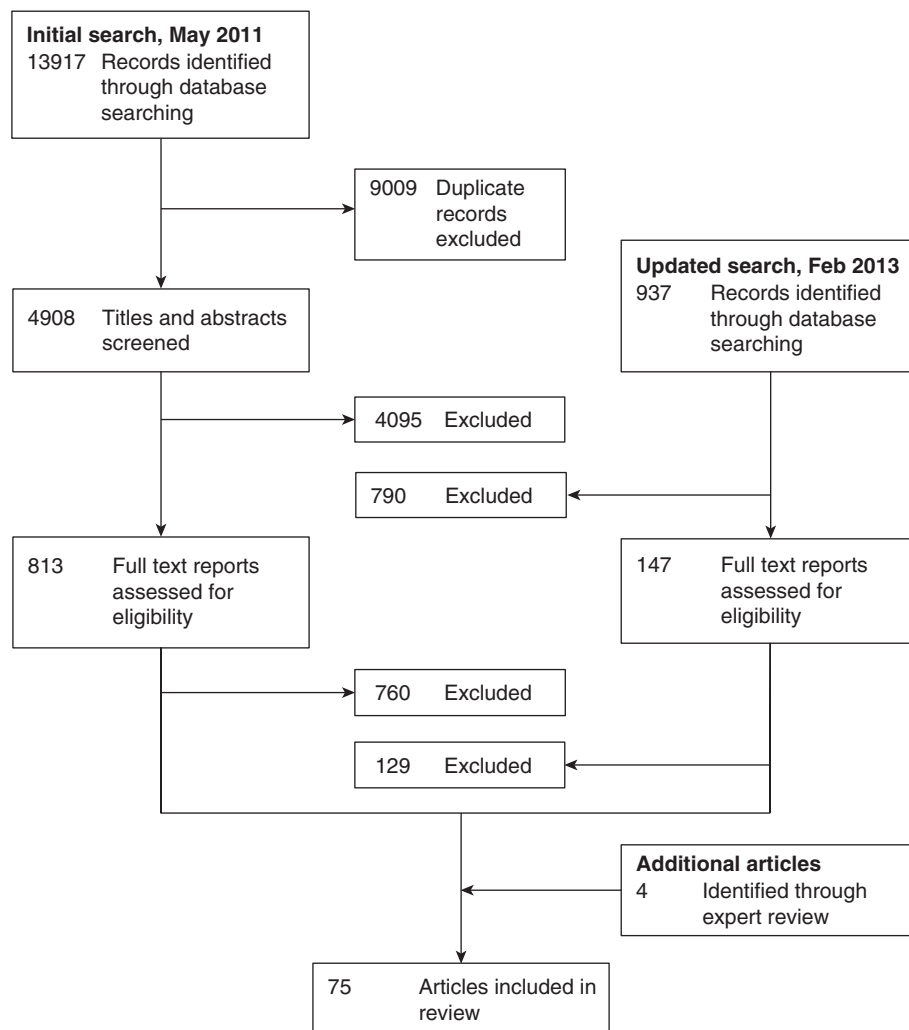 Initial search, May 2011
13917 Records identified
through database
searching
9009 Duplicate
records
excluded
Updated search, Feb 2013
937 Records identified
through database
searching
4908 Titles and abstracts
screened
4095 Excluded
790 Excluded
813 Full text reports
assessed for
eligibility
147 Full text reports
assessed for
eligibility
760 Excluded
129 Excluded
Additional articles
4 Identified through
expert review
75 Articles included in
review